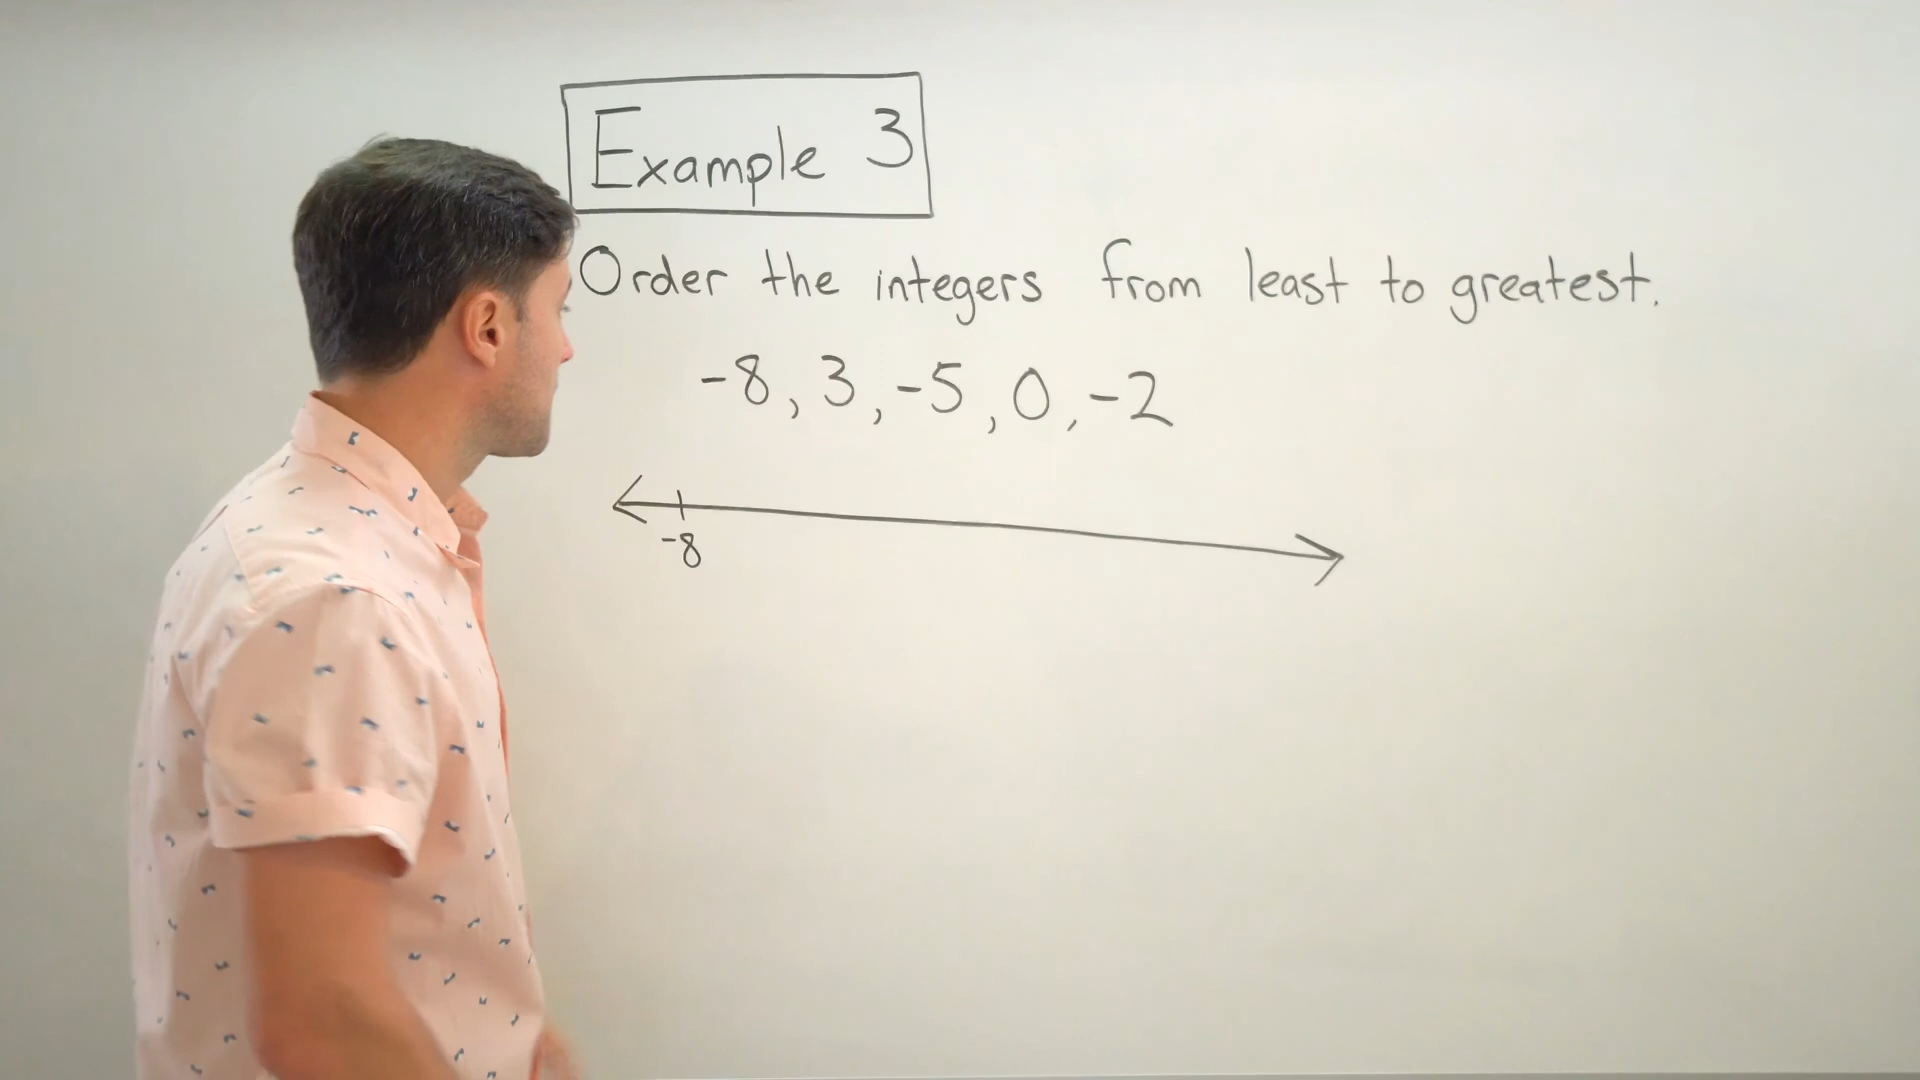 Example 3
Order the integers from least to greatest.
-8, 3, -5, 0, -2
-8